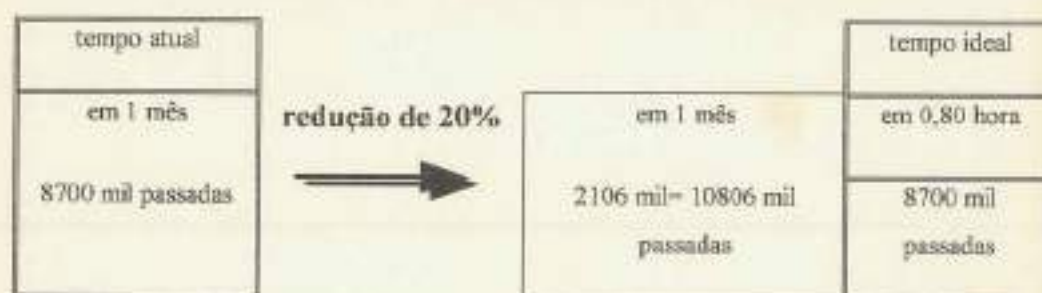 tempo atual
em 1 mês
8700 mil passadas
redução de 20%
em 1 mês
2106 mil= 10806 mil
passadas
tempo ideal
em 0,80 hora
8700 mil
passadas